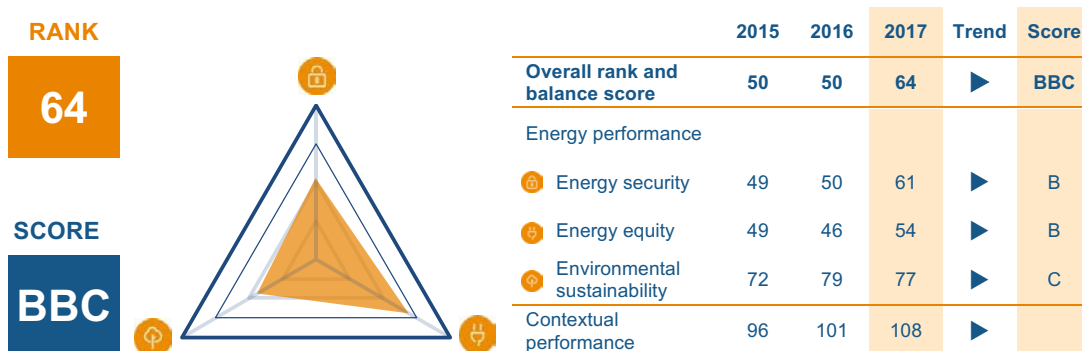 RANK
64
SCORE
BBC
2015 2016 2017 Trend Score
Overall rank and
balance score 50 50 64 ▶ BBC
Energy performance
Energy security 49 50 61 ▶ B
Energy equity 49 46 54 ▶ B
Environmental
sustainability 72 79 77 ▶ C
Contextual
performance 96 101 108 ▶